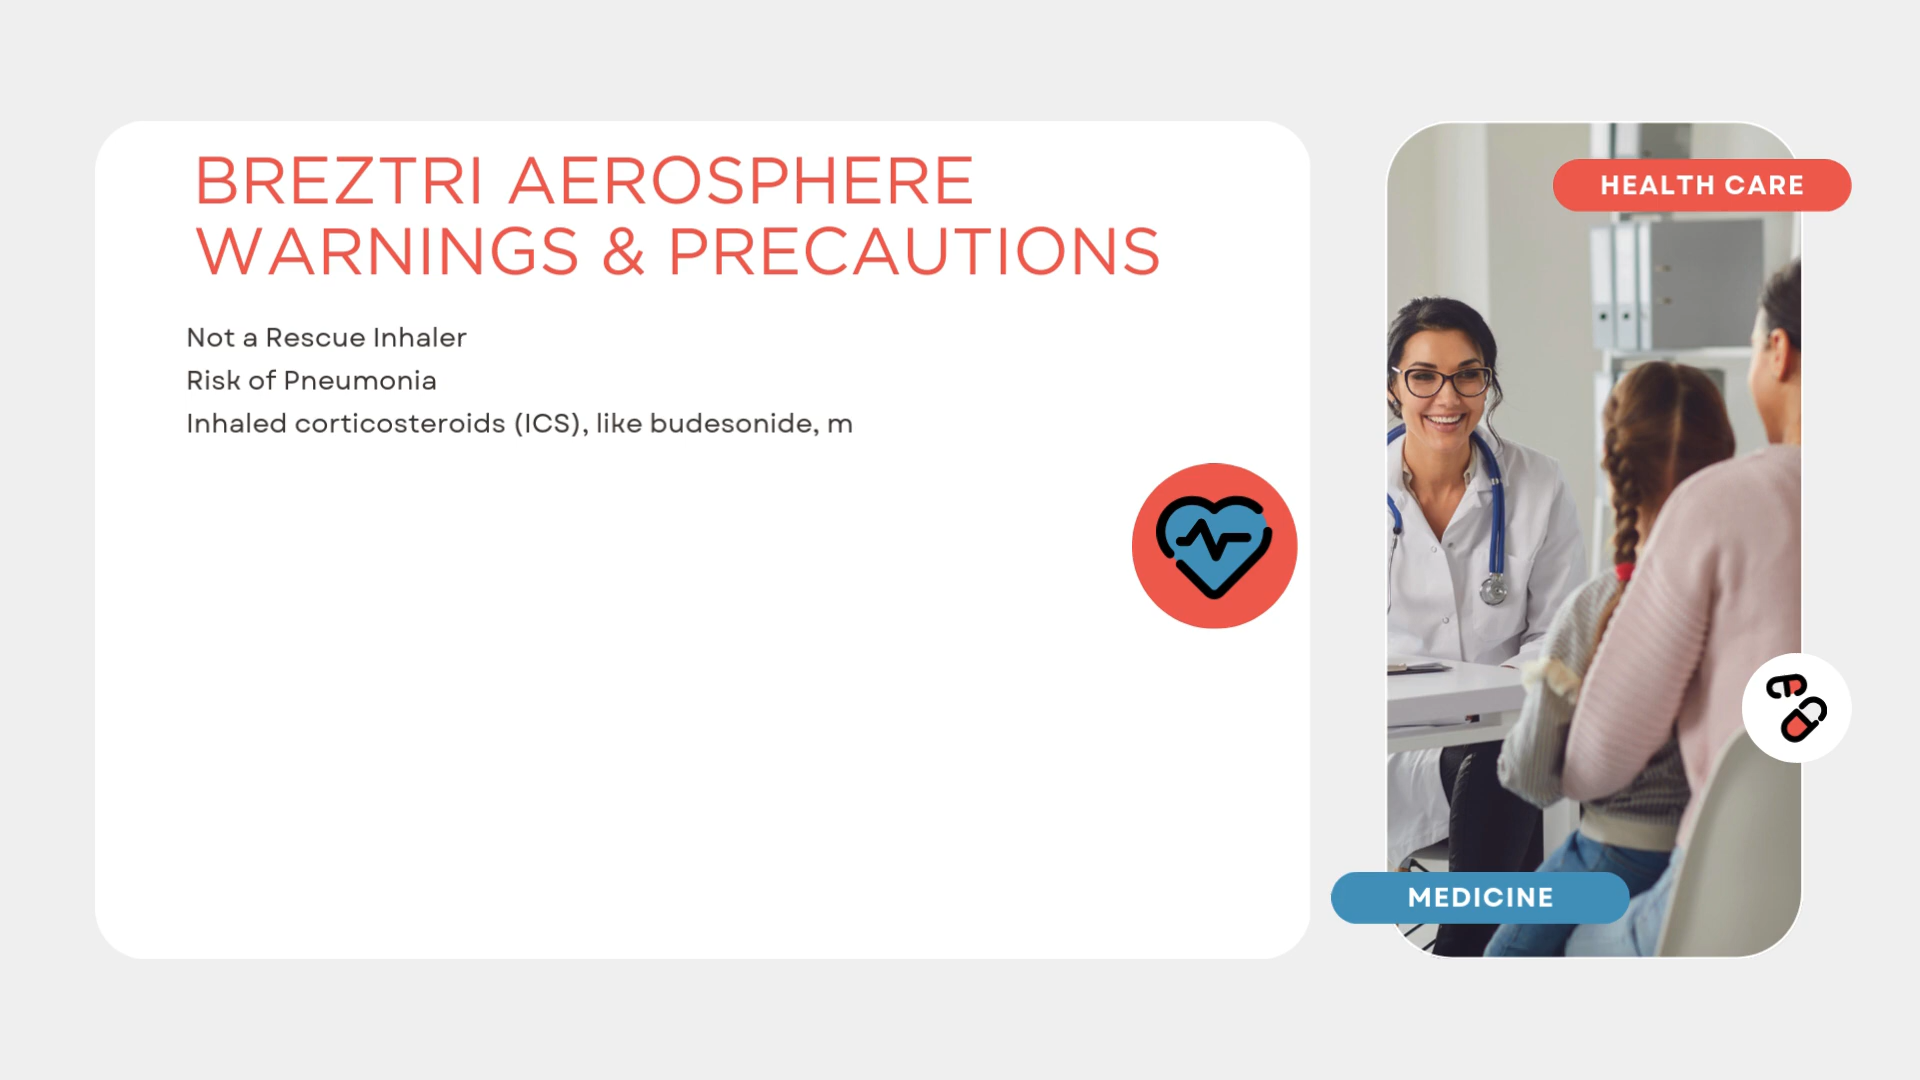 BREZTRI AEROSPHERE
WARNINGS & PRECAUTIONS
Not a Rescue Inhaler
Risk of Pneumonia
Inhaled corticosteroids (ICS), like budesonide, m
HEALTH CARE
MEDICINE